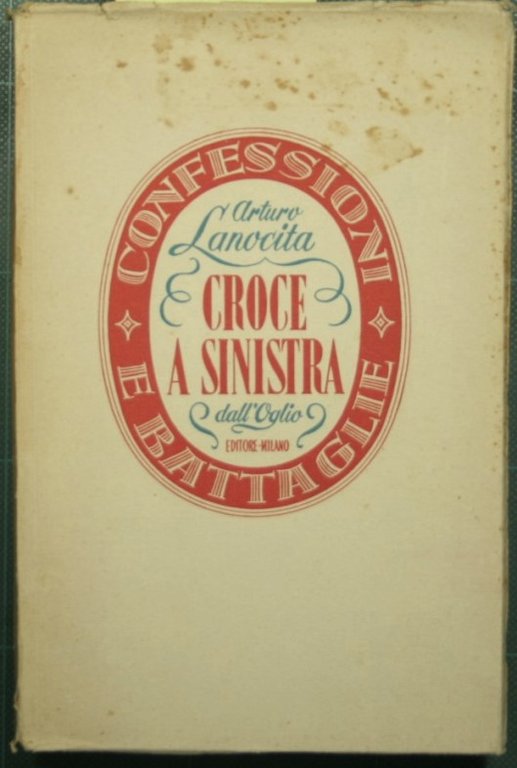 CONFESSIONI
Arturo
Lanocita
CROCE
A SINISTRA
dall'Oglio
EDITORE-MILANO
E BATTAGLIE